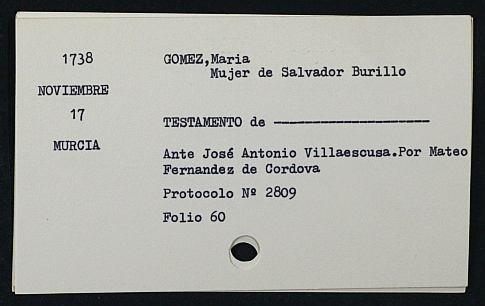 1738
NOVIEMBRE
17
MURCIA
GOMEZ,Maria
Mujer de Salvador Burillo
TESTAMENTO de --------------------
Ante José Antonio Villaescusa.Por Mateo
Fernandez de Cordova
Protocolo Nº 2809
Folio 60